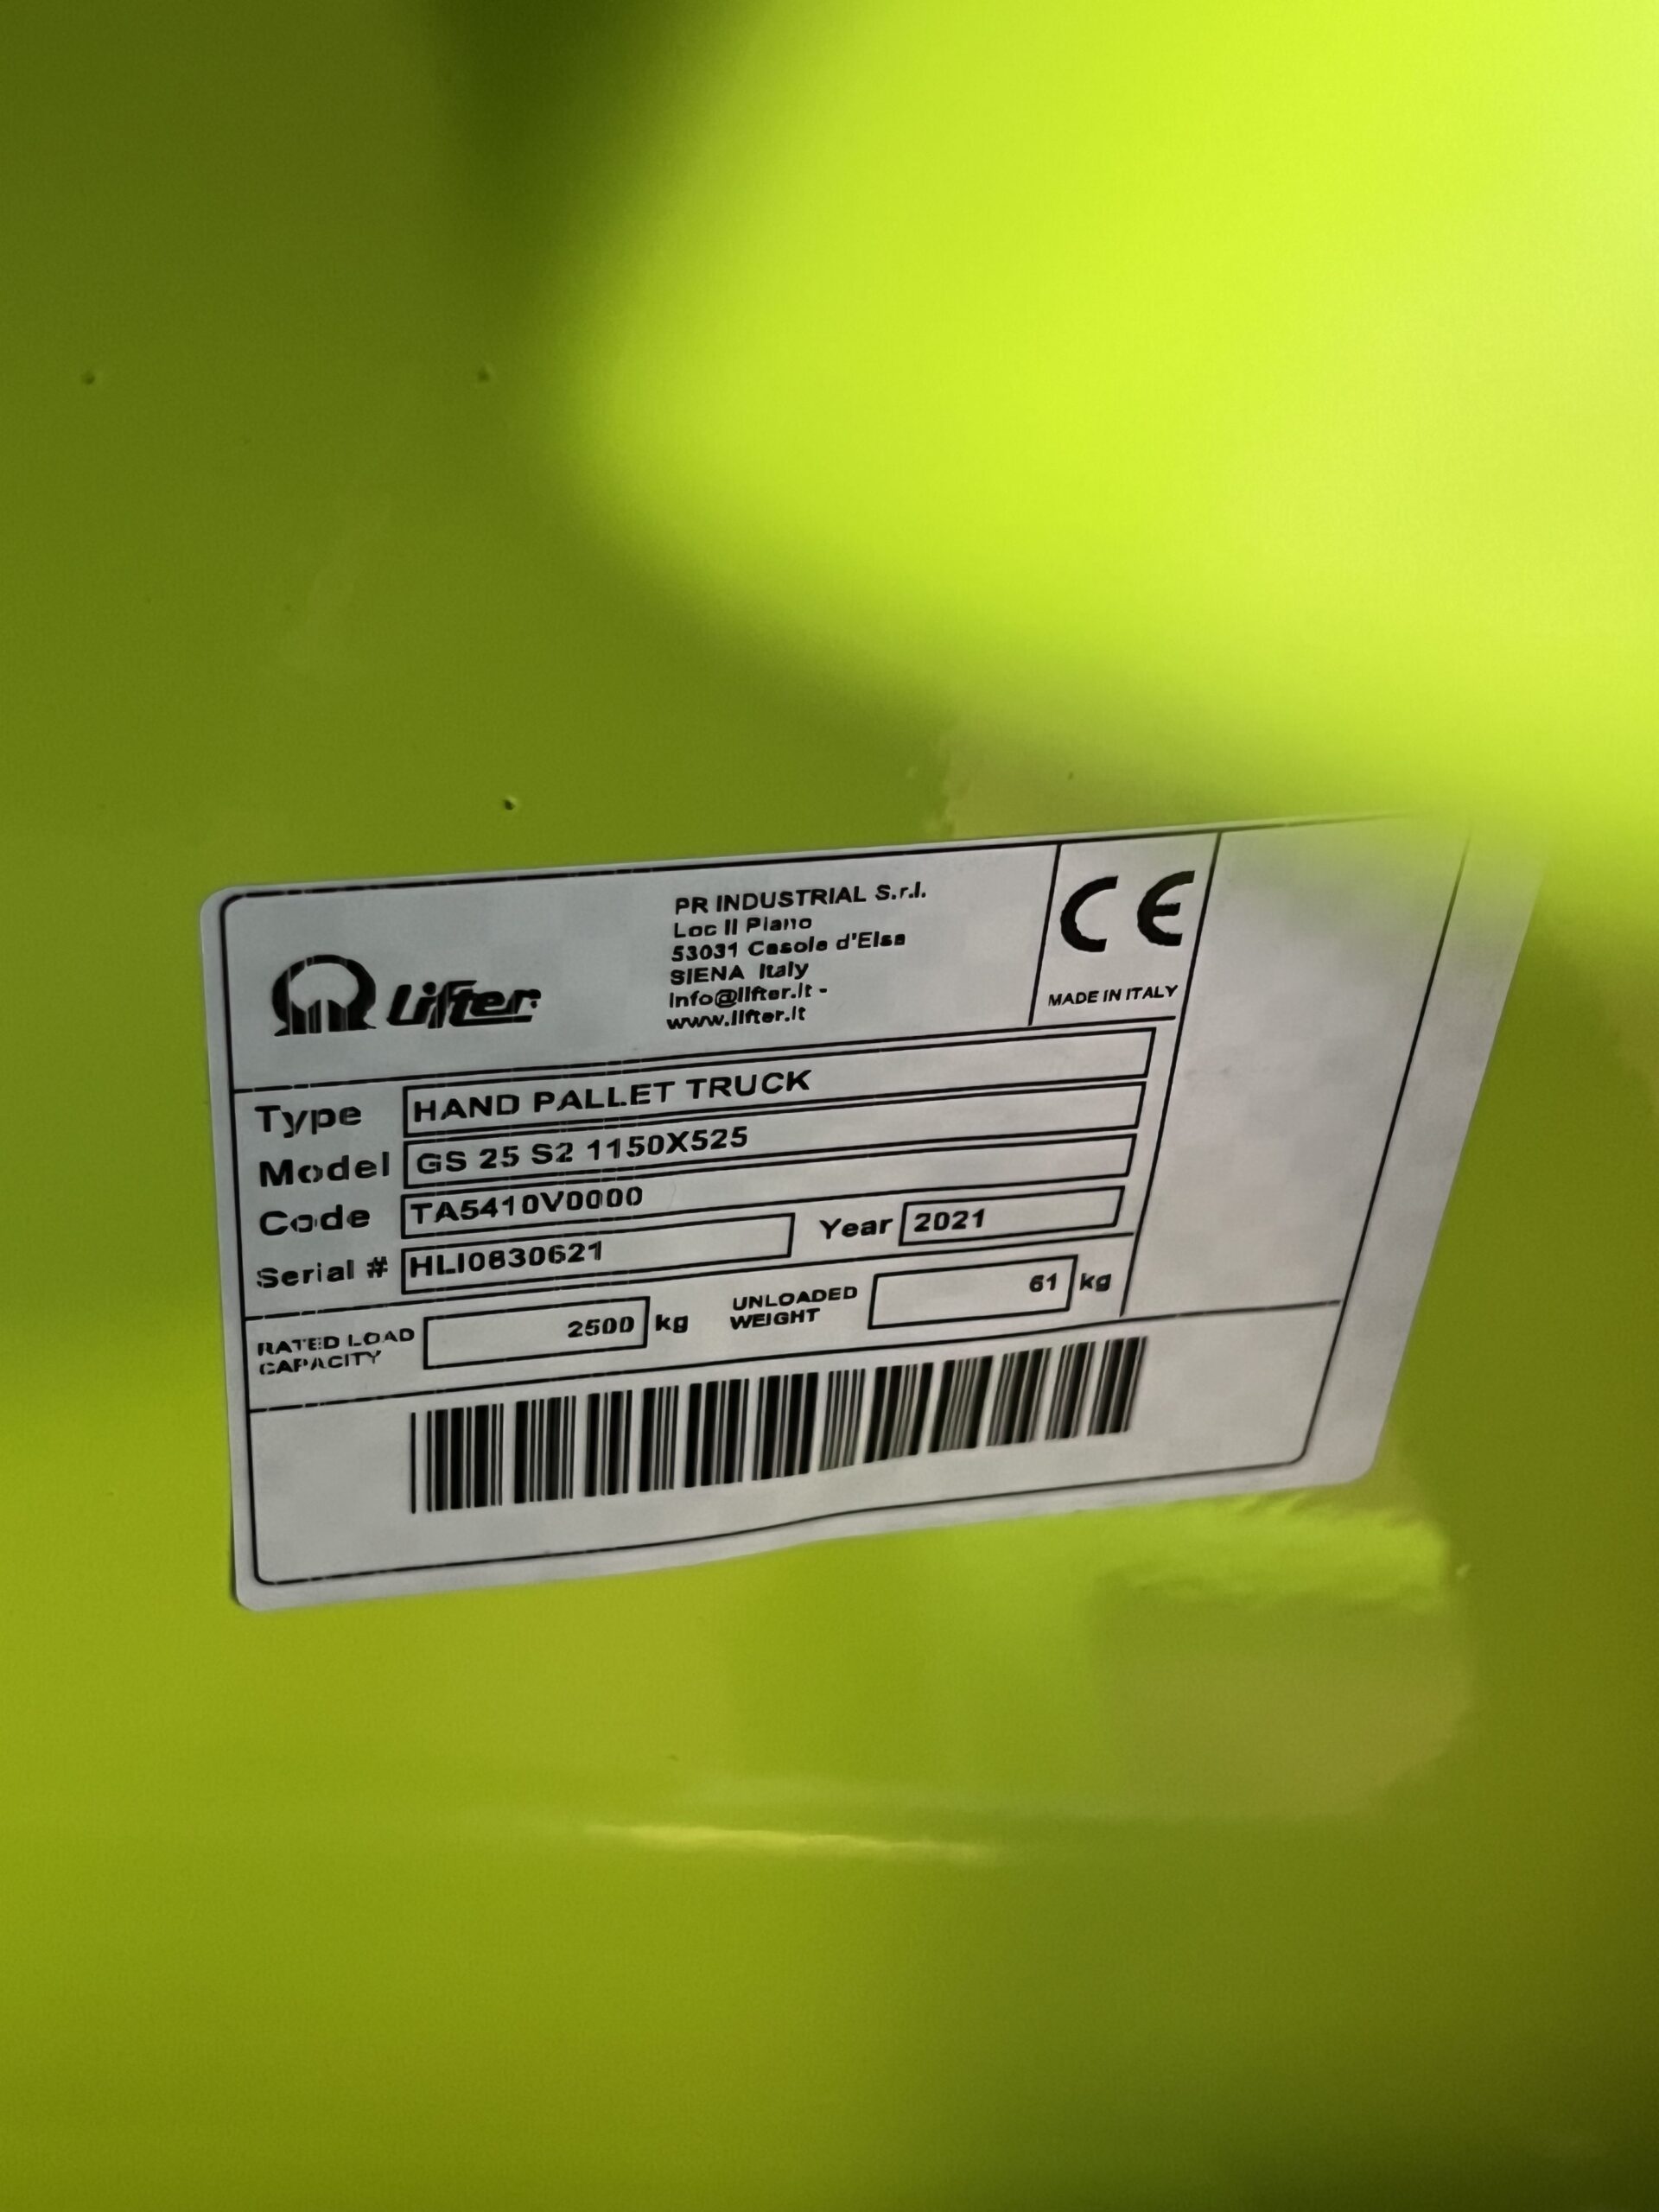 Lifter
PR INDUSTRIAL S.r.l.
Loc Il Piano
53031 Casole d'Elsa
SIENA Italy
info@lifter.it -
www.lifter.it
CE
MADE IN ITALY
Type HAND PALLET TRUCK
Model GS 25 S2 1150X525
Code TA5410V0000
Serial # HLI0830621 Year 2021
RATED LOAD CAPACITY 2500 kg UNLOADED WEIGHT 61 kg